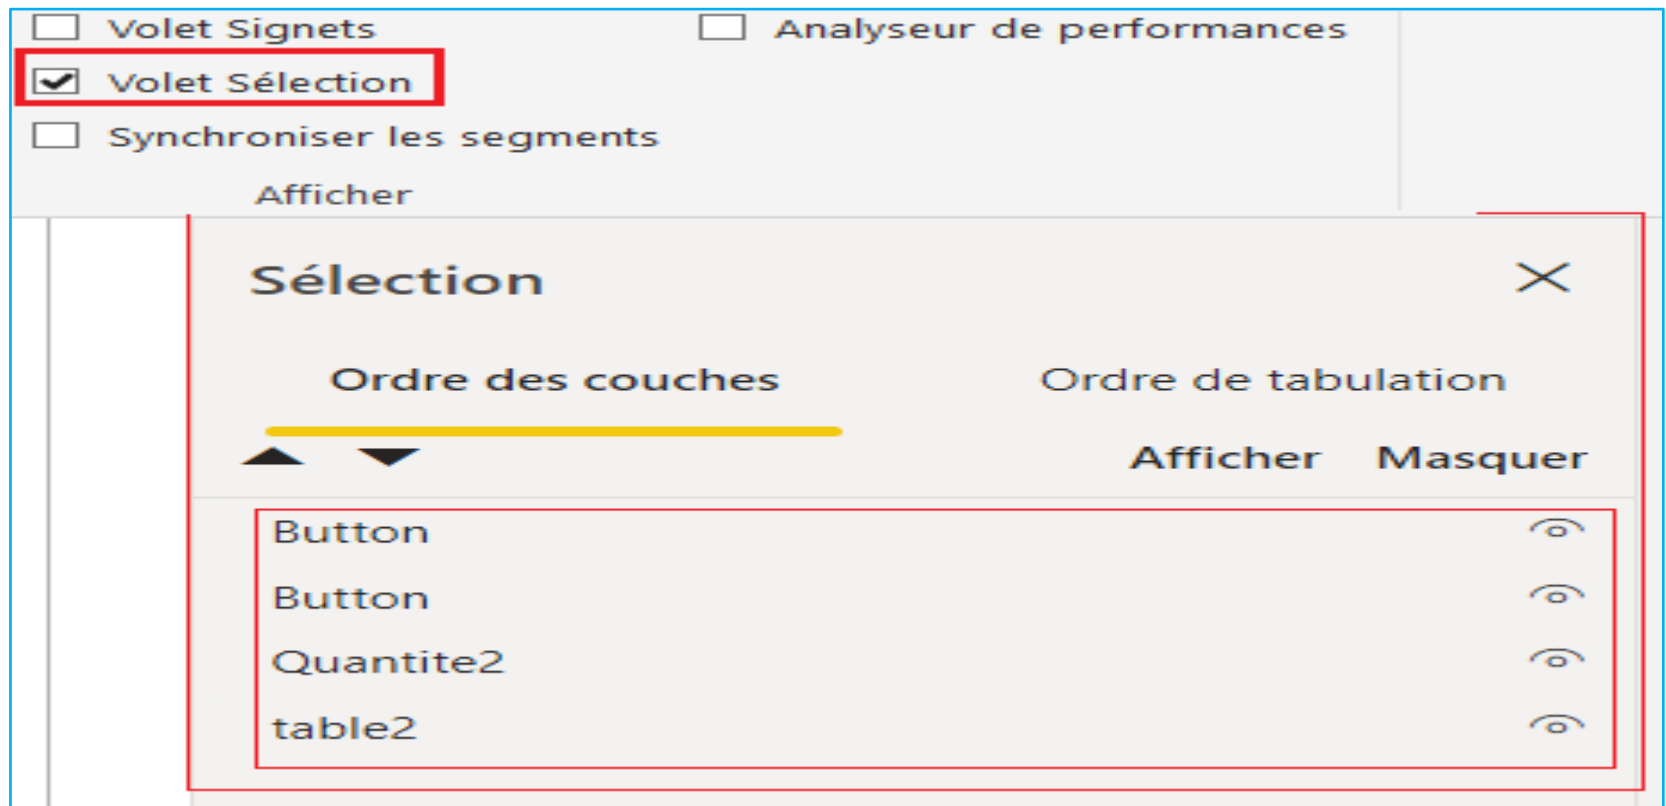 Volet Signets
Analyseur de performances
Volet Sélection
Synchroniser les segments
Afficher
Sélection
Ordre des couches
Ordre de tabulation
Afficher Masquer
Button
Button
Quantite2
table2